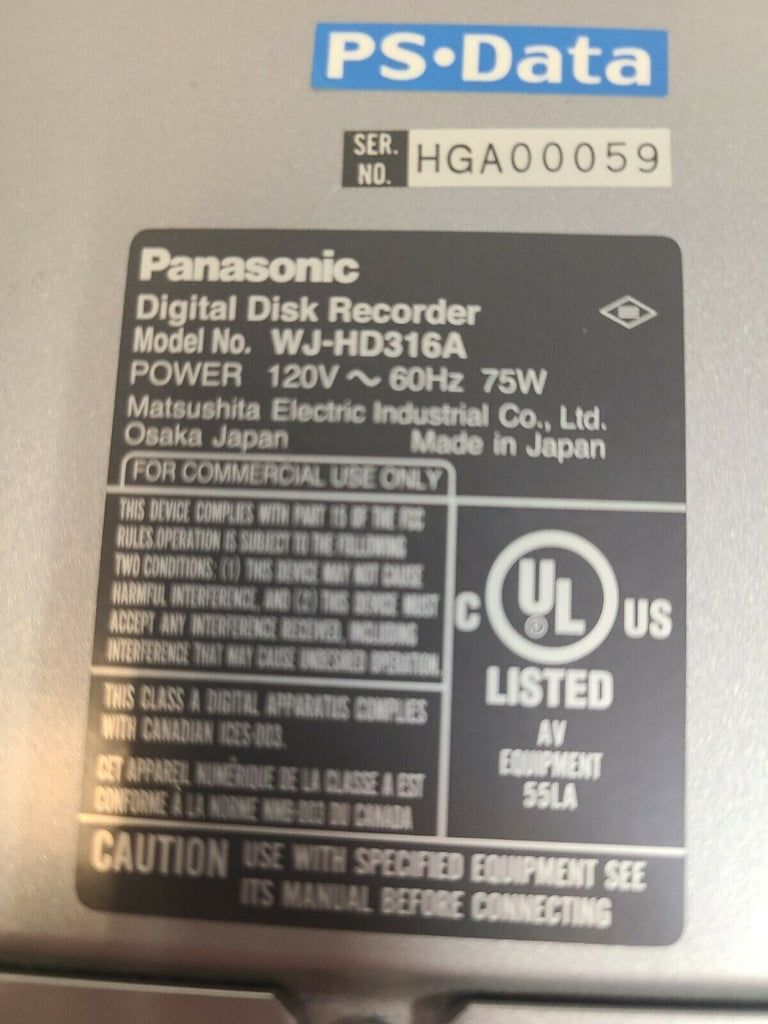 PS•Data
SER. NO. HGA00059
Panasonic
Digital Disk Recorder
Model No. WJ-HD316A
POWER 120V ~ 60Hz 75W
Matsushita Electric Industrial Co., Ltd.
Osaka Japan Made in Japan
FOR COMMERCIAL USE ONLY
THIS DEVICE COMPLIES WITH PART 15 OF THE FCC
RULES.OPERATION IS SUBJECT TO THE FOLLOWING
TWO CONDITIONS: (1) THIS DEVICE MAY NOT CAUSE
HARMFUL INTERFERENCE, AND (2) THIS DEVICE MUST
ACCEPT ANY INTERFERENCE RECEIVED, INCLUDING
INTERFERENCE THAT MAY CAUSE UNDESIRED OPERATION.
THIS CLASS A DIGITAL APPARATUS COMPLIES
WITH CANADIAN ICES-003.
CET APPAREIL NUMÉRIQUE DE LA CLASSE A EST
CONFORME À LA NORME NMB-003 DU CANADA
C UL ® US
LISTED
AV
EQUIPMENT
55LA
CAUTION USE WITH SPECIFIED EQUIPMENT SEE
ITS MANUAL BEFORE CONNECTING